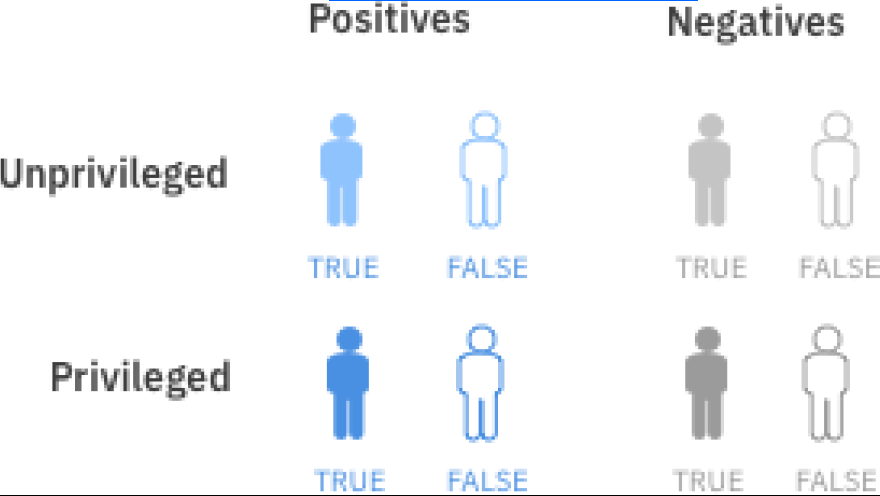 Positives Negatives
Unprivileged
TRUE FALSE TRUE FALSE
Privileged
TRUE FALSE TRUE FALSE